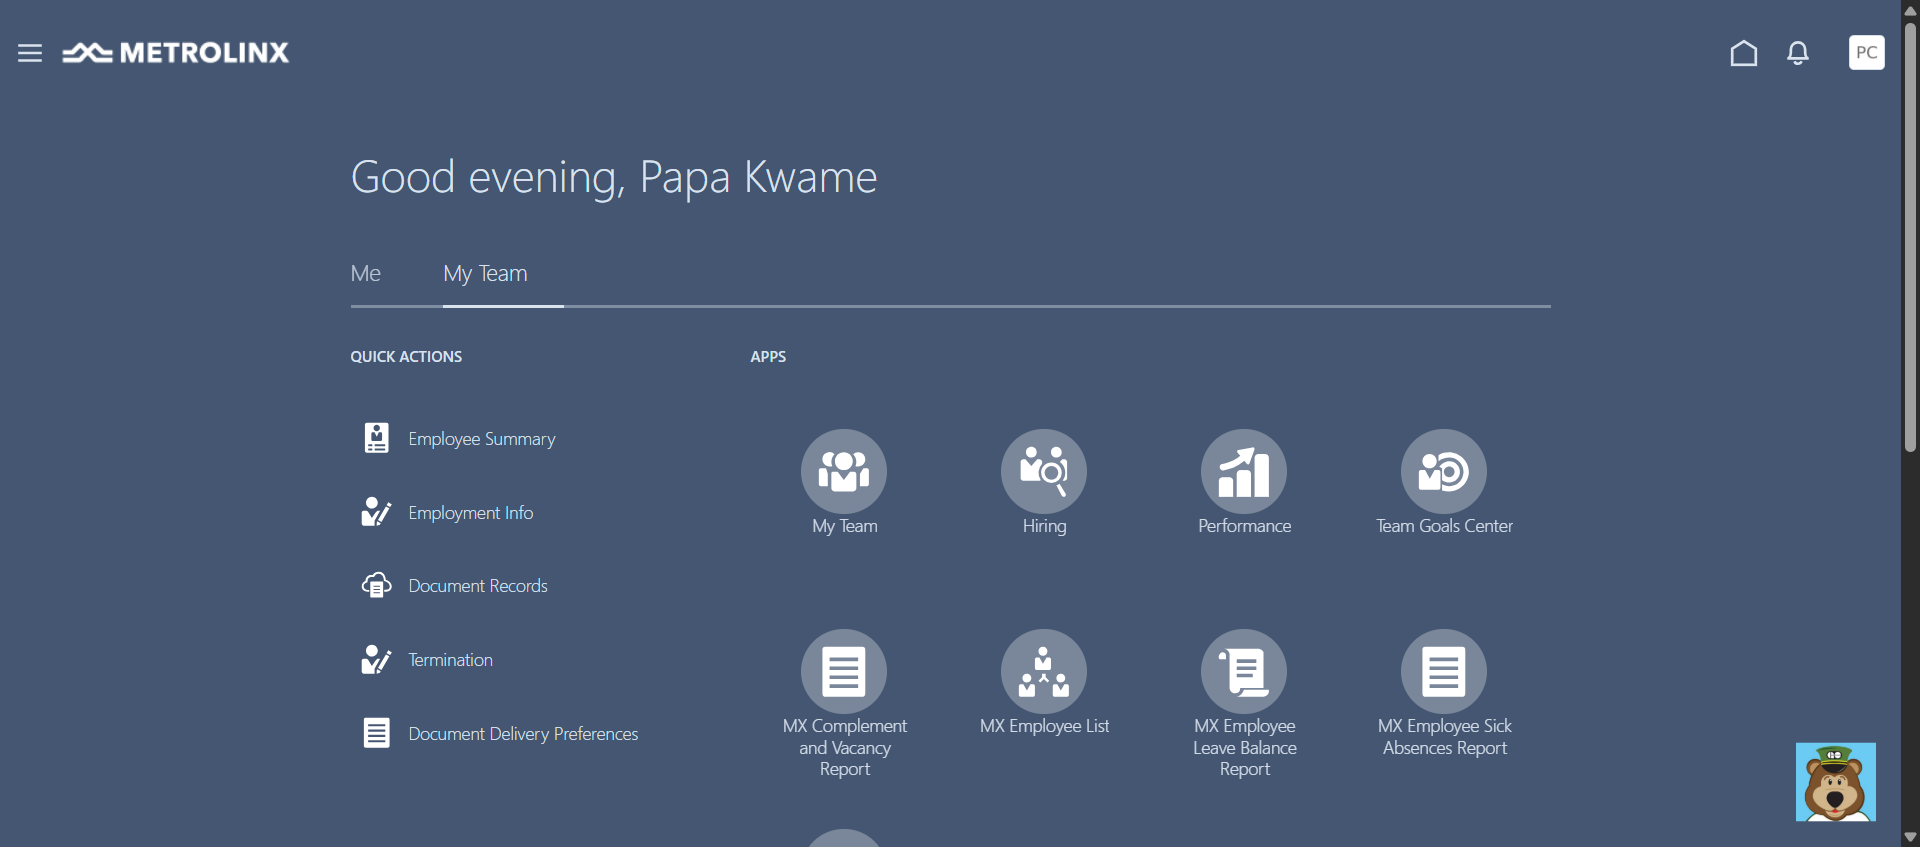 METROLINX
PC
Good evening, Papa Kwame
Me
My Team
QUICK ACTIONS
Employee Summary
Employment Info
Document Records
Termination
Document Delivery Preferences
APPS
My Team
Hiring
Performance
Team Goals Center
MX Complement
and Vacancy
Report
MX Employee List
MX Employee
Leave Balance
Report
MX Employee Sick
Absences Report
GO